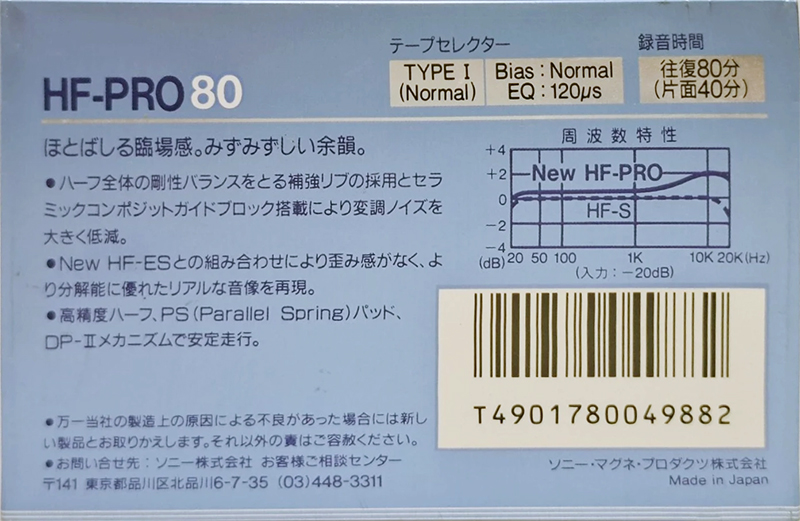 テープセレクター
録音時間
HF-PRO 80
TYPE I
(Normal)
Bias : Normal
EQ : 120μs
往復80分
(片面40分)
ほとばしる臨場感。みずみずしい余韻。
●ハーフ全体の剛性バランスをとる補強リブの採用とセラ
ミックコンポジットガイドブロック搭載により変調ノイズを
大きく低減。
●New HF-ESとの組み合わせにより歪み感がなく、よ
り分解能に優れたリアルな音像を再現。
●高精度ハーフ、PS(Parallel Spring)パッド、
DP-Ⅱメカニズムで安定走行。
周波数特性
+4
+2
0
−2
−4
New HF-PRO
HF-S
(dB) 20 50 100 1K 10K 20K(Hz)
(入力：−20dB)
T4901780049882
●万一当社の製造上の原因による不良があった場合には新し
い製品とお取りかえします。それ以外の責はご容赦ください。
●お問い合せ先：ソニー株式会社 お客様ご相談センター
〒141 東京都品川区北品川6-7-35 (03)448-3311
ソニー・マグネ・プロダクツ株式会社
Made in Japan